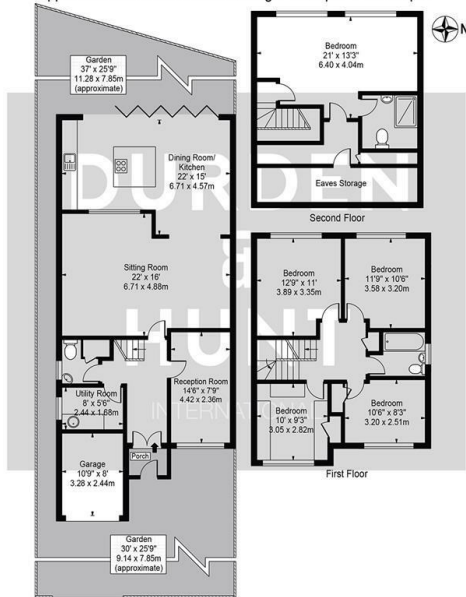 Garden
37' x 25'9"
11.28 x 7.85m
(approximate)
N
Bedroom
21' x 13'3"
6.40 x 4.04m
Eaves Storage
Second Floor
Dining Room/
Kitchen
22' x 15'
6.71 x 4.57m
DURDEN
&
HUNT
INTERNATIONAL
Sitting Room
22' x 16'
6.71 x 4.88m
Bedroom
12'9" x 11'
3.89 x 3.35m
Bedroom
11'9" x 10'6"
3.58 x 3.20m
Reception Room
14'6" x 7'9"
4.42 x 2.36m
Utility Room
8' x 5'6"
2.44 x 1.68m
Bedroom
10' x 9'3"
3.05 x 2.82m
Bedroom
10'6" x 8'3"
3.20 x 2.51m
Garage
10'9" x 8'
3.28 x 2.44m
Porch
First Floor
Garden
30' x 25'9"
9.14 x 7.85m
(approximate)